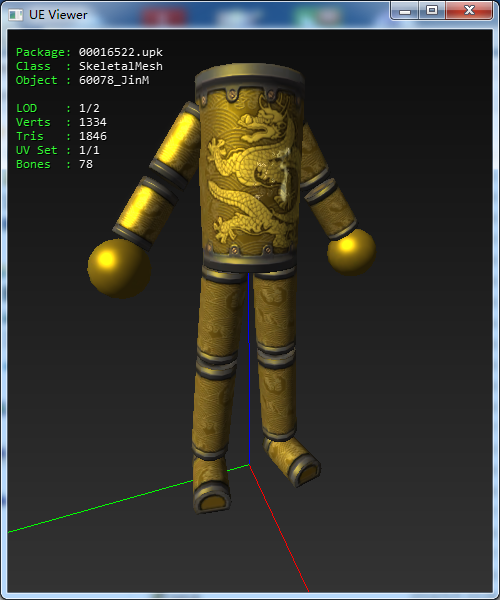 UE Viewer
Package: 00016522.upk
Class : SkeletalMesh
Object : 60078_JinM
LOD : 1/2
Verts : 1334
Tris : 1846
UV Set : 1/1
Bones : 78